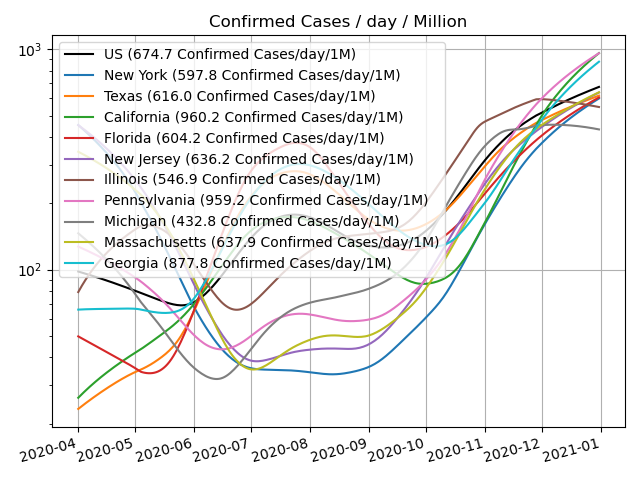 Confirmed Cases / day / Million
10³
10²
US (674.7 Confirmed Cases/day/1M)
New York (597.8 Confirmed Cases/day/1M)
Texas (616.0 Confirmed Cases/day/1M)
California (960.2 Confirmed Cases/day/1M)
Florida (604.2 Confirmed Cases/day/1M)
New Jersey (636.2 Confirmed Cases/day/1M)
Illinois (546.9 Confirmed Cases/day/1M)
Pennsylvania (959.2 Confirmed Cases/day/1M)
Michigan (432.8 Confirmed Cases/day/1M)
Massachusetts (637.9 Confirmed Cases/day/1M)
Georgia (877.8 Confirmed Cases/day/1M)
2020-04 2020-05 2020-06 2020-07 2020-08 2020-09 2020-10 2020-11 2020-12 2021-01